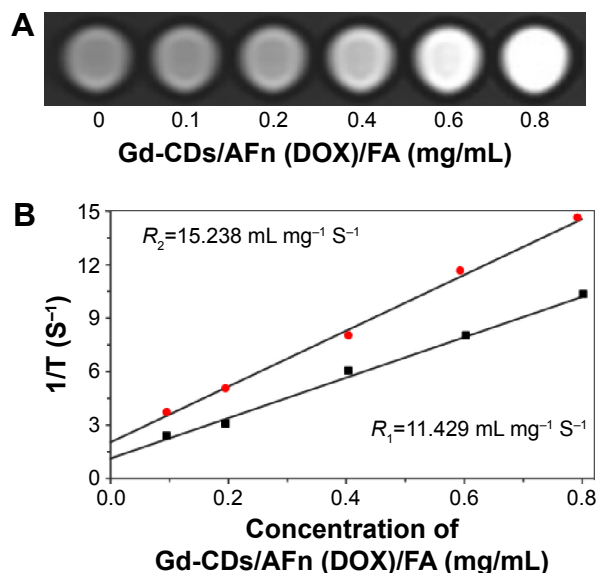 A
0 0.1 0.2 0.4 0.6 0.8
Gd-CDs/AFn (DOX)/FA (mg/mL)
B
15
R₂=15.238 mL mg⁻¹ S⁻¹
12
9
1/T (S⁻¹)
6
3
R₁=11.429 mL mg⁻¹ S⁻¹
0
0.0 0.2 0.4 0.6 0.8
Concentration of
Gd-CDs/AFn (DOX)/FA (mg/mL)